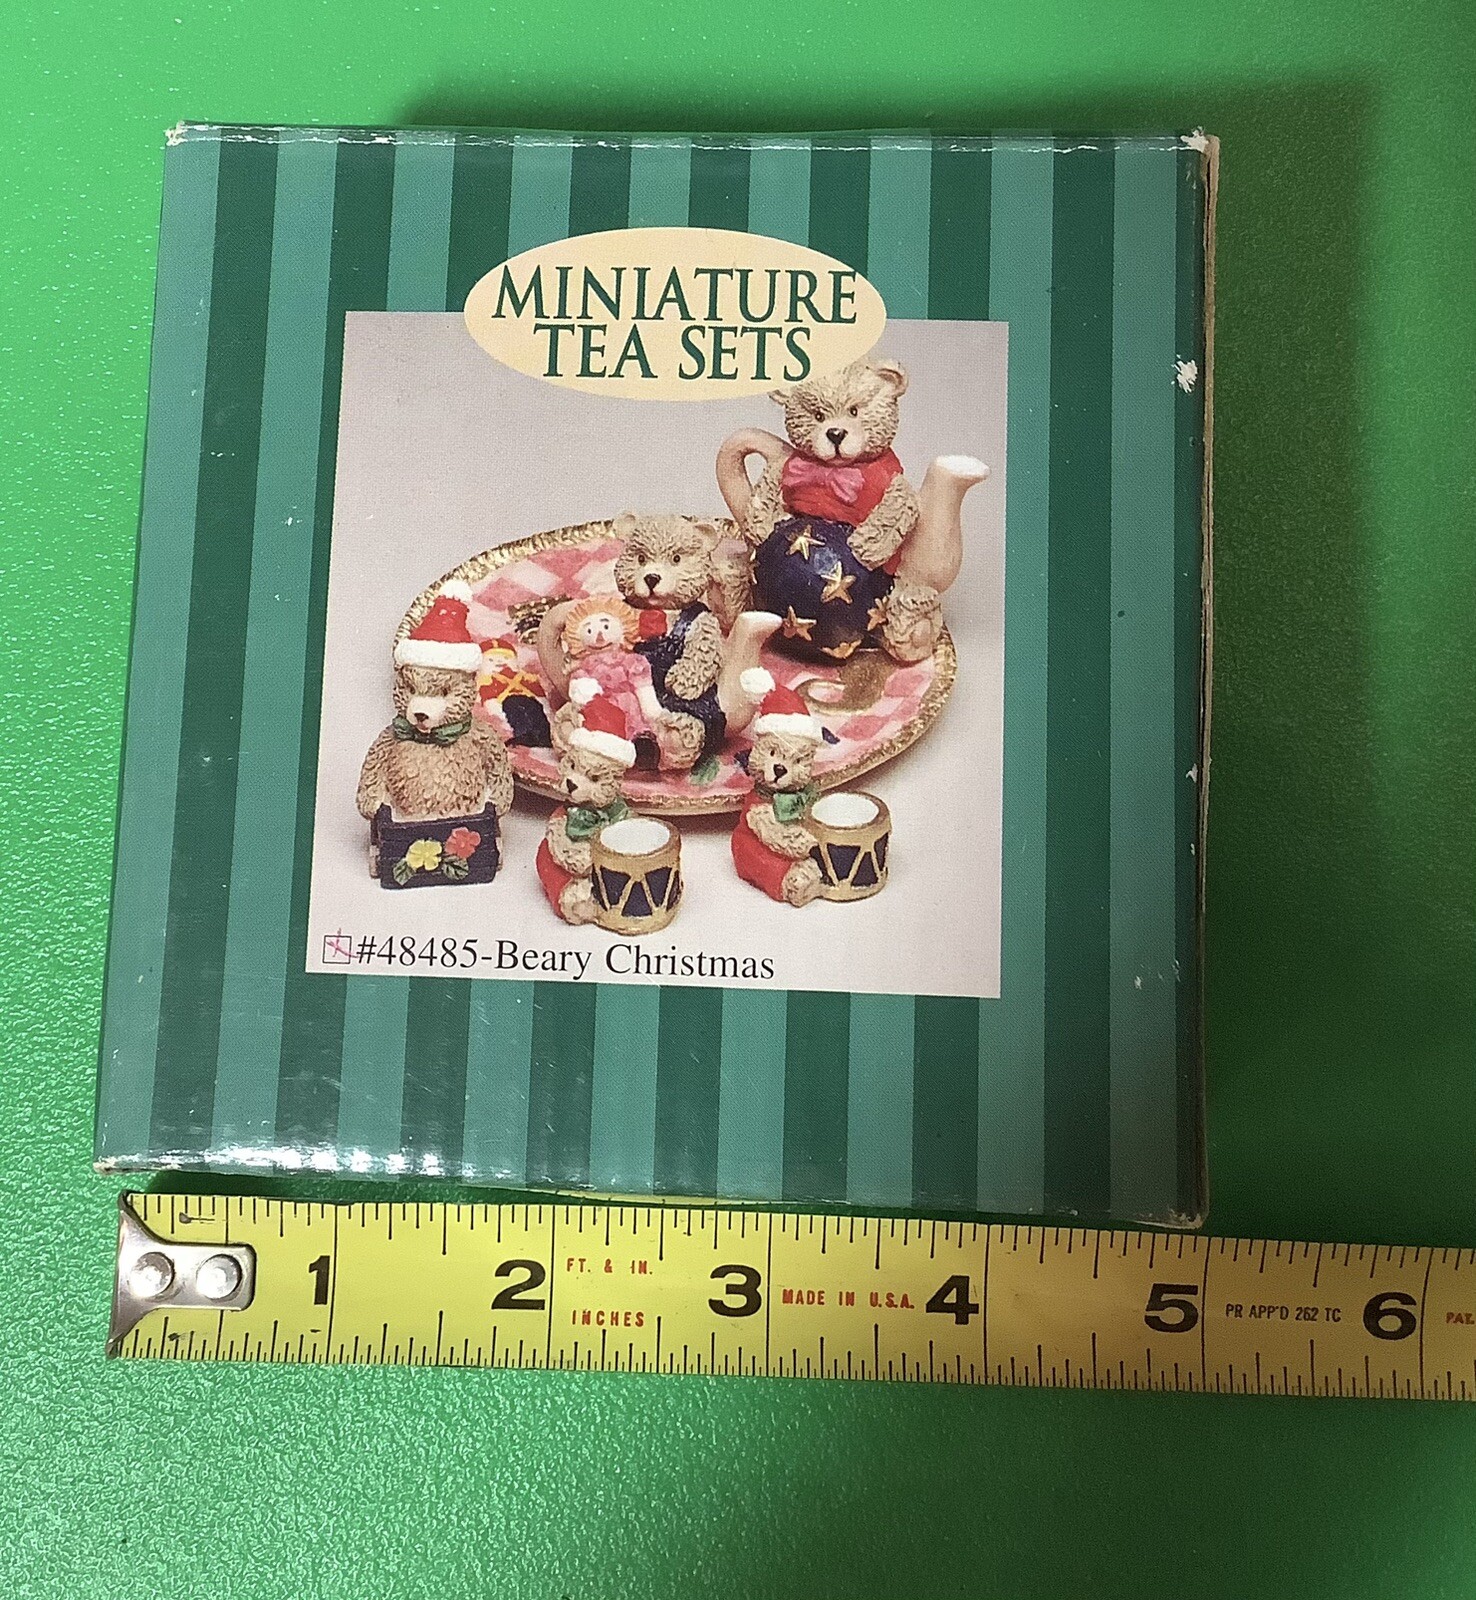 MINIATURE
TEA SETS
#48485-Beary Christmas
1 2 3 4 5 6
FT. & IN.
INCHES
MADE IN U.S.A.
PR APP'D 262 TC
PAT.